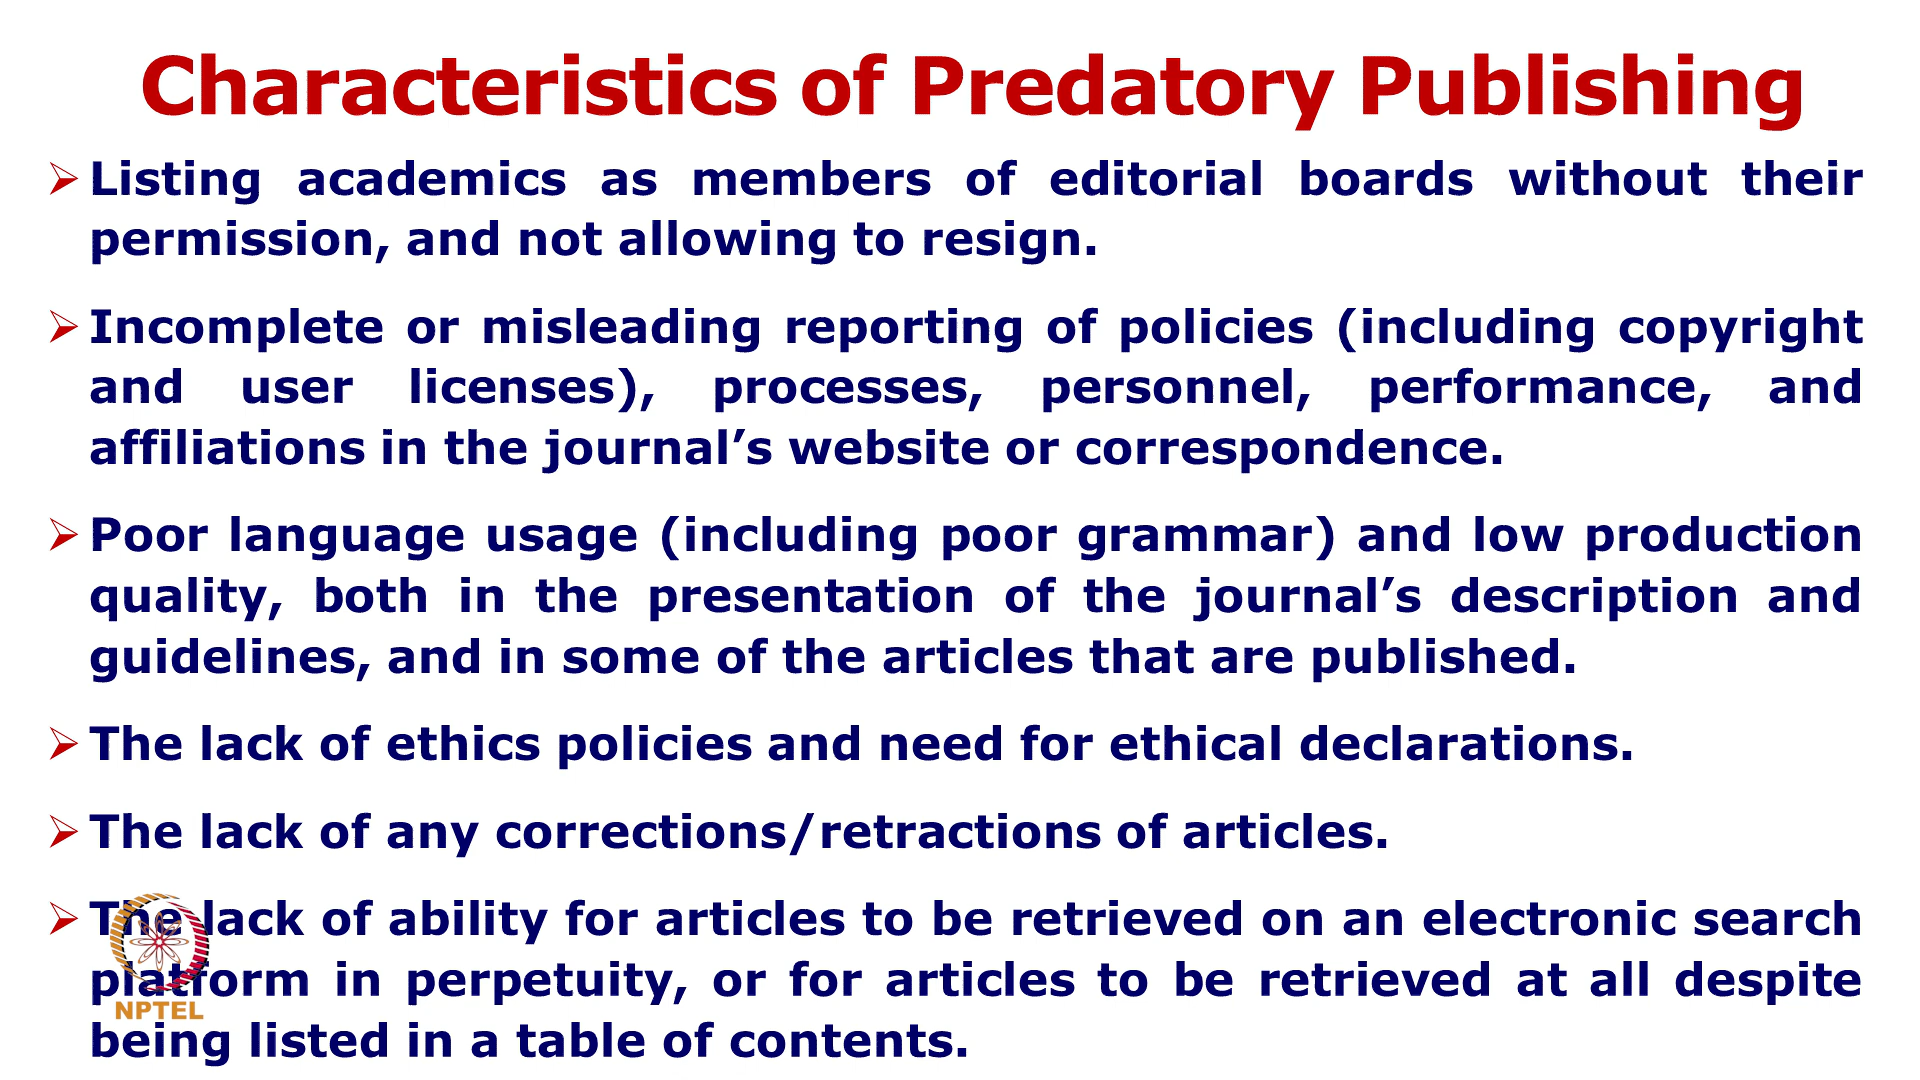 Characteristics of Predatory Publishing
➢ Listing academics as members of editorial boards without their
permission, and not allowing to resign.
➢ Incomplete or misleading reporting of policies (including copyright
and user licenses), processes, personnel, performance, and
affiliations in the journal’s website or correspondence.
➢ Poor language usage (including poor grammar) and low production
quality, both in the presentation of the journal’s description and
guidelines, and in some of the articles that are published.
➢ The lack of ethics policies and need for ethical declarations.
➢ The lack of any corrections/retractions of articles.
➢ The lack of ability for articles to be retrieved on an electronic search
platform in perpetuity, or for articles to be retrieved at all despite
NPTEL
being listed in a table of contents.